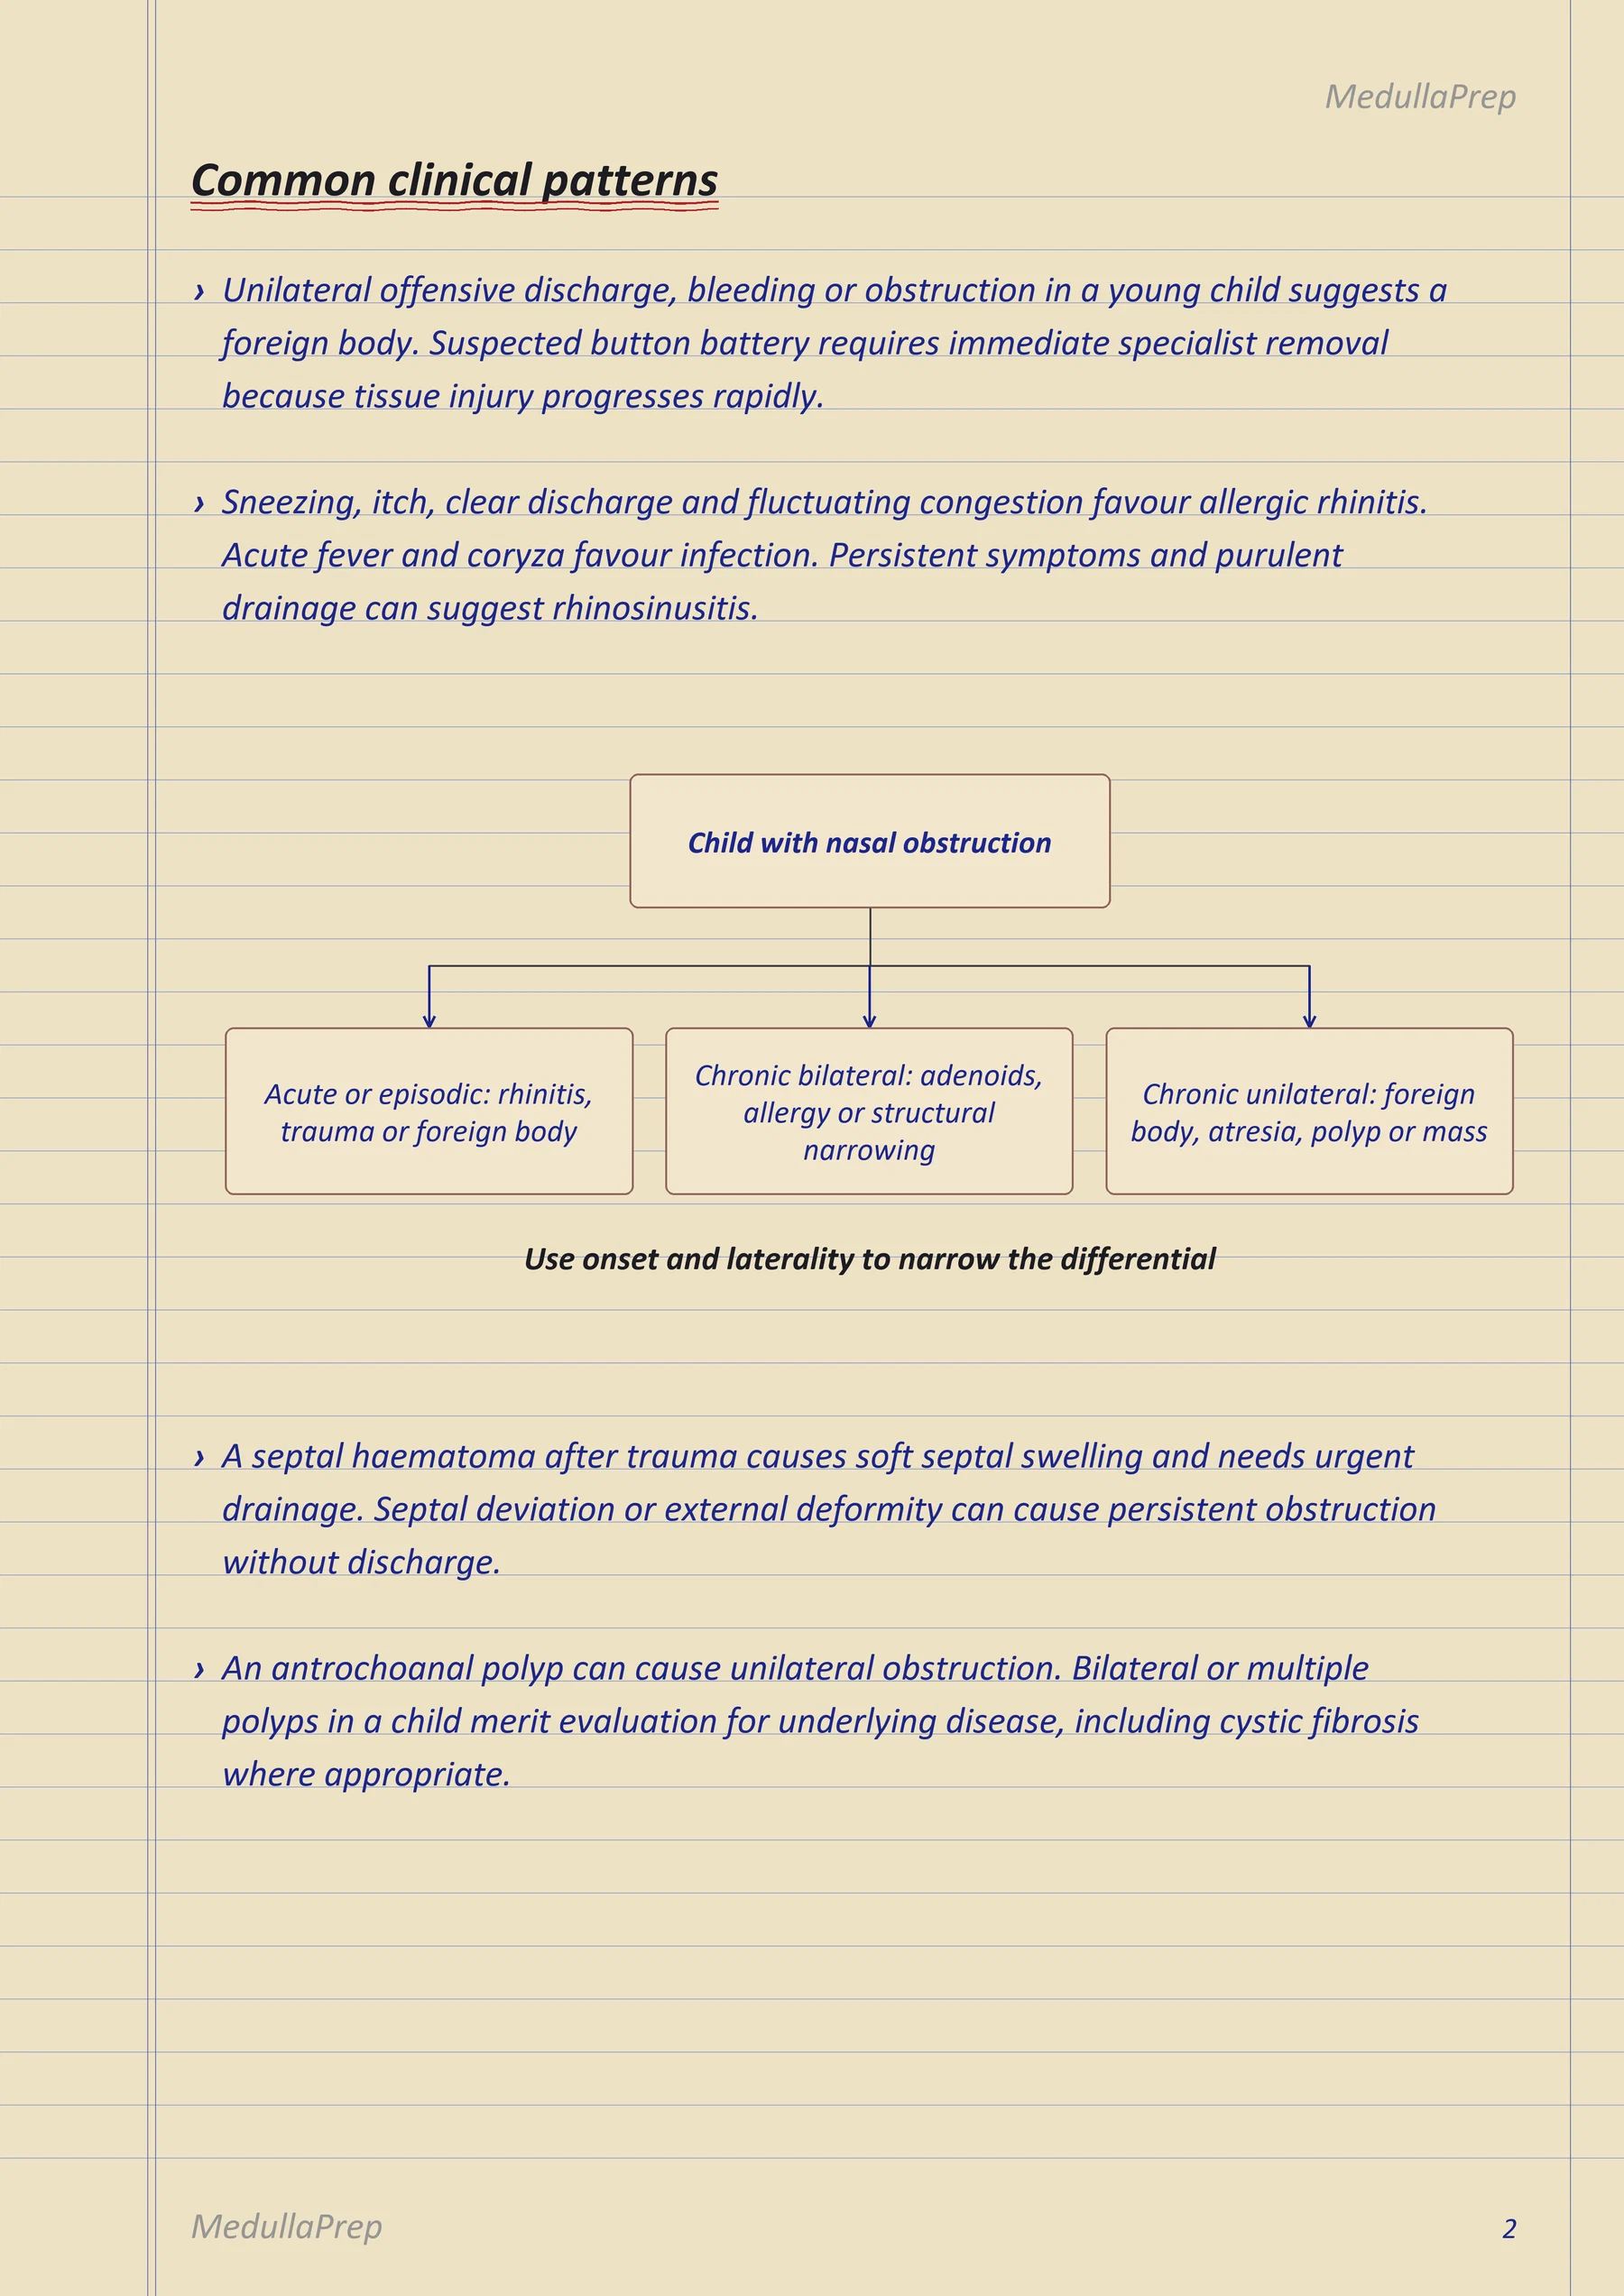 MedullaPrep
Common clinical patterns
› Unilateral offensive discharge, bleeding or obstruction in a young child suggests a
foreign body. Suspected button battery requires immediate specialist removal
because tissue injury progresses rapidly.
› Sneezing, itch, clear discharge and fluctuating congestion favour allergic rhinitis.
Acute fever and coryza favour infection. Persistent symptoms and purulent
drainage can suggest rhinosinusitis.
Child with nasal obstruction
Acute or episodic: rhinitis,
trauma or foreign body
Chronic bilateral: adenoids,
allergy or structural
narrowing
Chronic unilateral: foreign
body, atresia, polyp or mass
Use onset and laterality to narrow the differential
› A septal haematoma after trauma causes soft septal swelling and needs urgent
drainage. Septal deviation or external deformity can cause persistent obstruction
without discharge.
› An antrochoanal polyp can cause unilateral obstruction. Bilateral or multiple
polyps in a child merit evaluation for underlying disease, including cystic fibrosis
where appropriate.
MedullaPrep
2